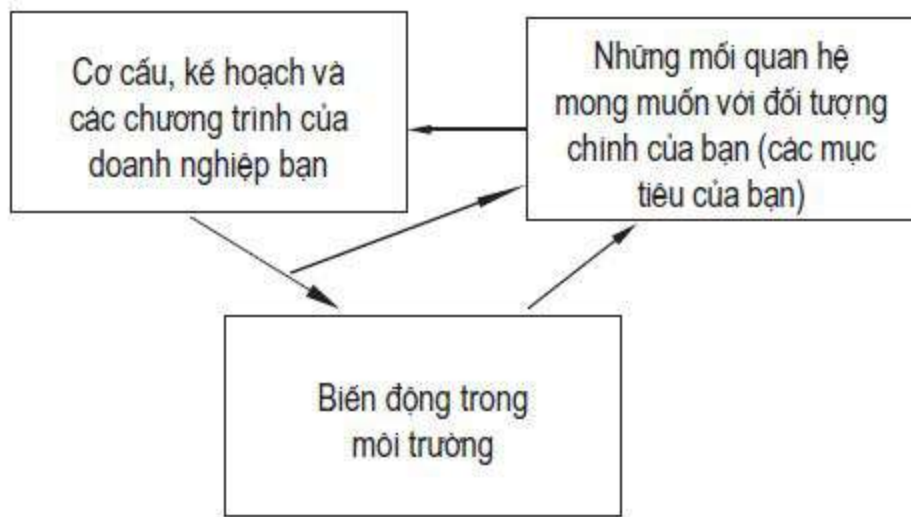 Cơ cấu, kế hoạch và
các chương trình của
doanh nghiệp bạn
Những mối quan hệ
mong muốn với đối tượng
chính của bạn (các mục
tiêu của bạn)
Biến động trong
môi trường